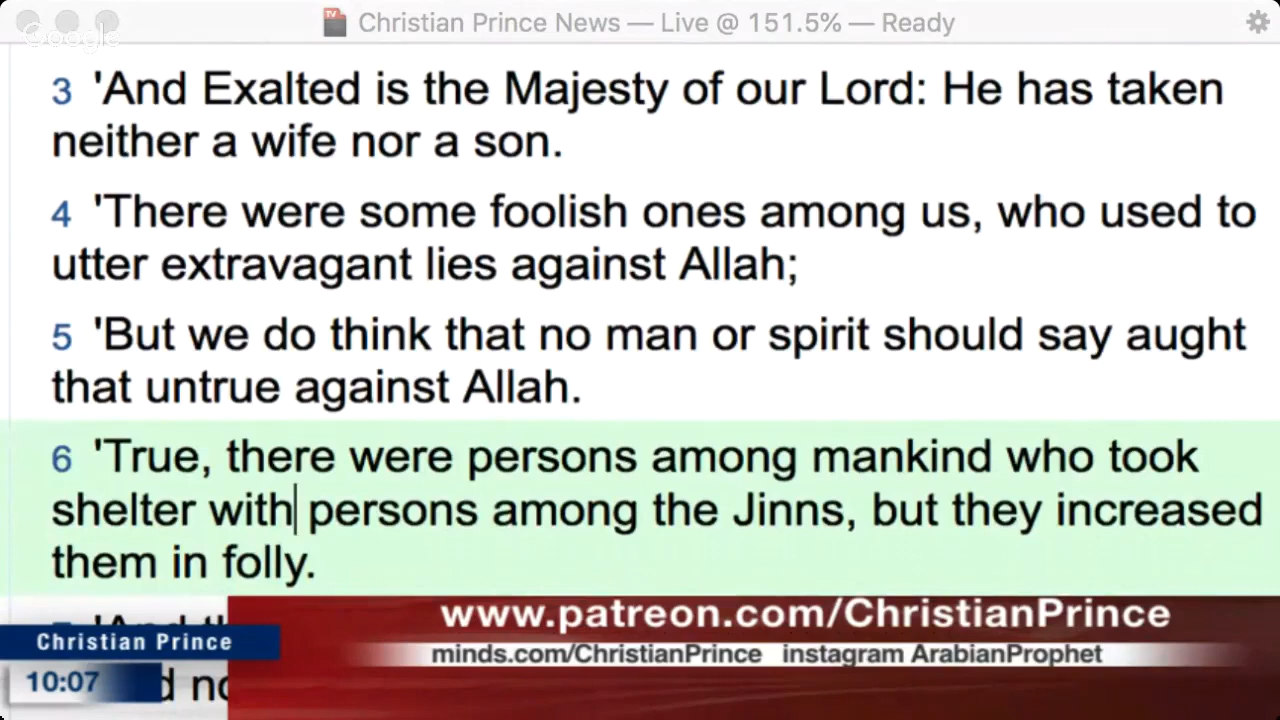 Christian Prince News — Live @ 151.5% — Ready
Google
3 'And Exalted is the Majesty of our Lord: He has taken
neither a wife nor a son.
4 'There were some foolish ones among us, who used to
utter extravagant lies against Allah;
5 'But we do think that no man or spirit should say aught
that untrue against Allah.
6 'True, there were persons among mankind who took
shelter with persons among the Jinns, but they increased
them in folly.
www.patreon.com/ChristianPrince
Christian Prince
minds.com/ChristianPrince instagram ArabianProphet
10:07